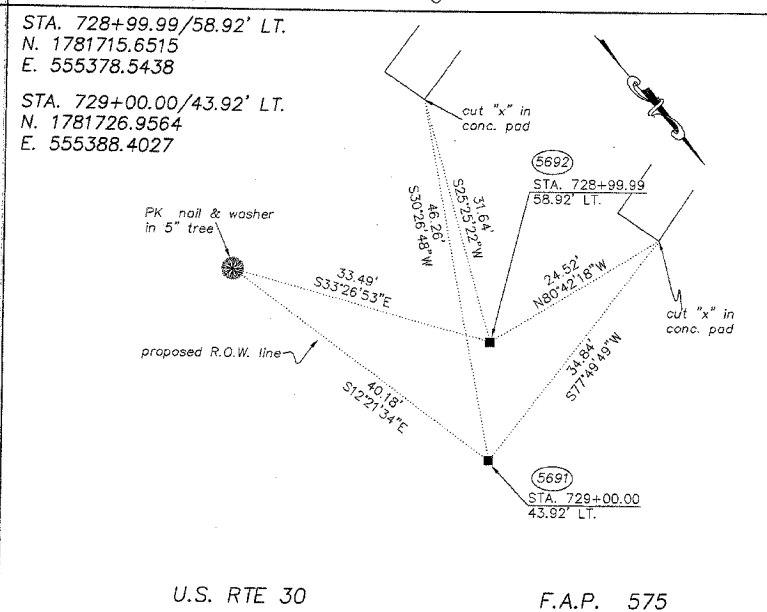 STA. 728+99.99/58.92' LT.
N. 1781715.6515
E. 555378.5438
STA. 729+00.00/43.92' LT.
N. 1781726.9564
E. 555388.4027
cut "x" in
conc. pad
5692
STA. 728+99.99
58.92' LT.
PK nail & washer
in 5" tree
31.64'
S25°25'22"W
46.26'
S30°26'48"W
33.49'
S33°26'53"E
24.52'
N80°42'18"W
cut "x" in
conc. pad
proposed R.O.W. line
40.18'
S12°21'34"E
34.84'
S77°49'49"W
5691
STA. 729+00.00
43.92' LT.
U.S. RTE 30
F.A.P. 575